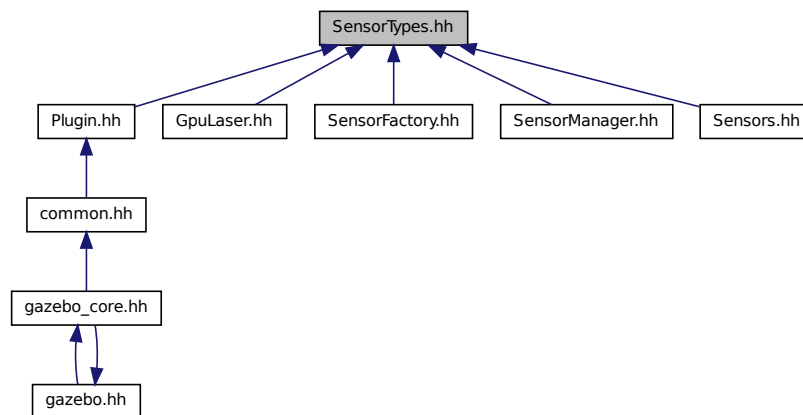 SensorTypes.hh
Plugin.hh
GpuLaser.hh
SensorFactory.hh
SensorManager.hh
Sensors.hh
common.hh
gazebo_core.hh
gazebo.hh